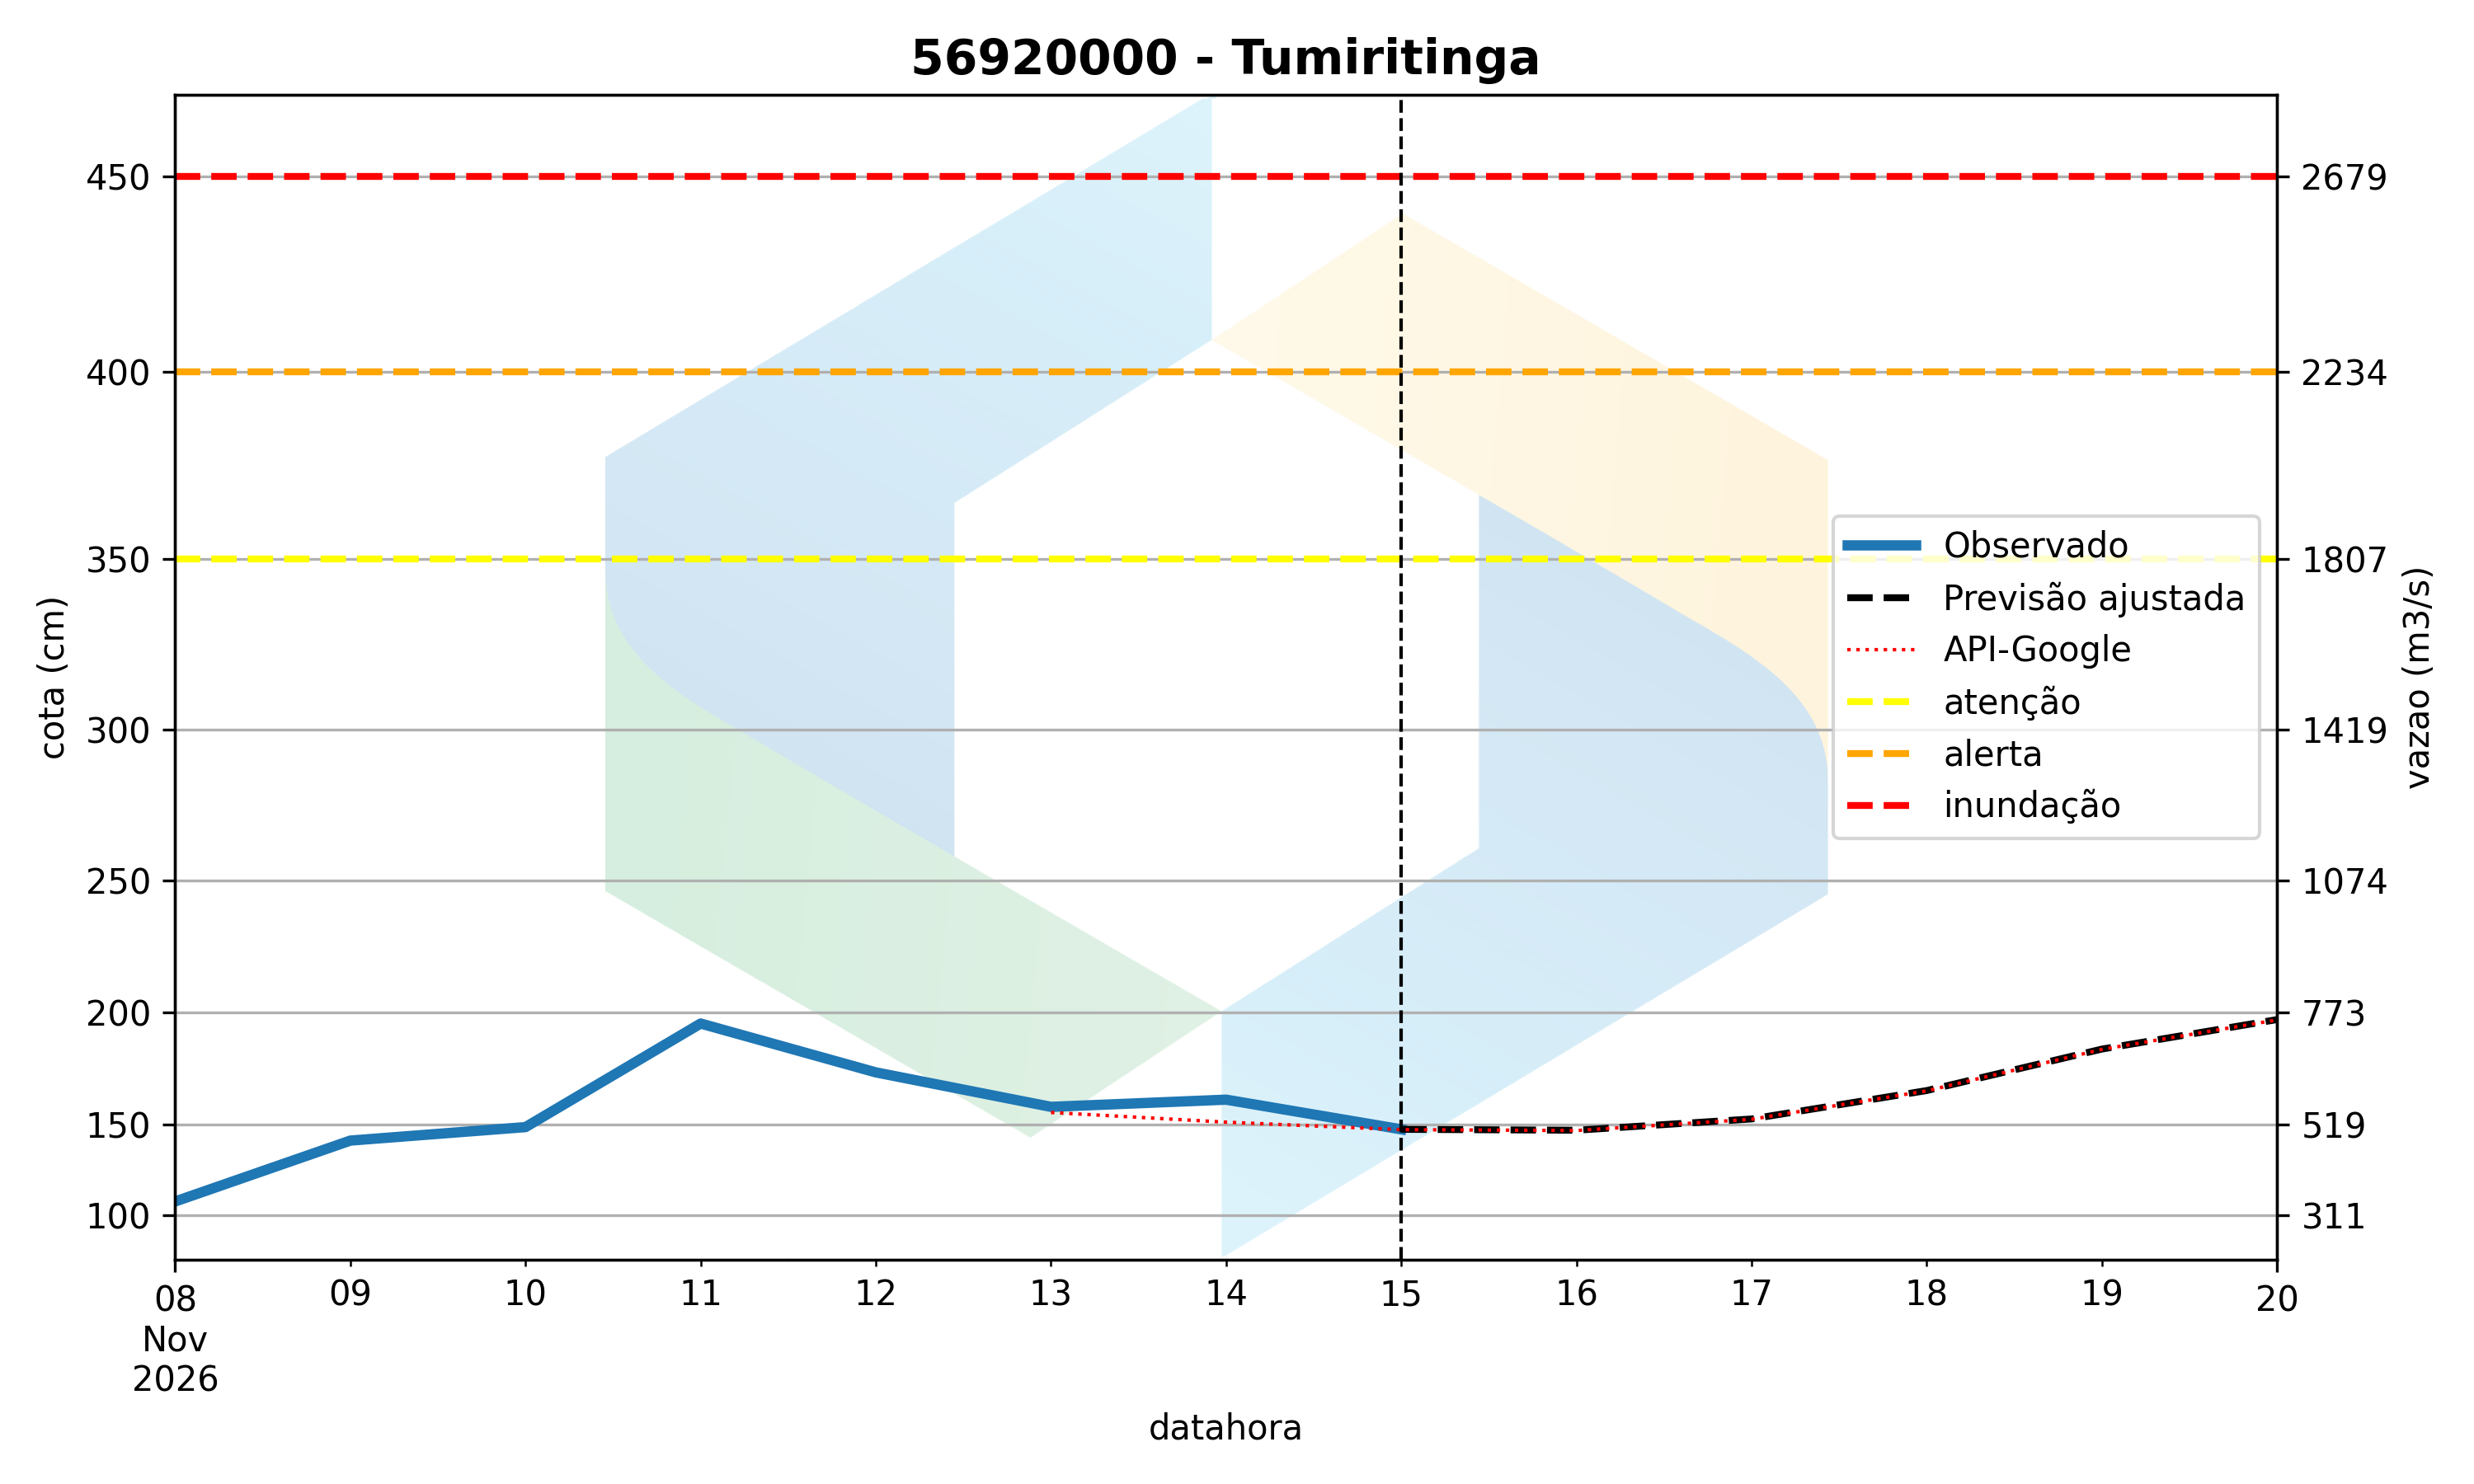 56920000 - Tumiritinga
cota (cm)
450
400
350
300
250
200
150
100
2679
2234
1807
1419
1074
773
519
311
vazao (m3/s)
Observado
Previsão ajustada
API-Google
atenção
alerta
inundação
08 09 10 11 12 13 14 15 16 17 18 19 20
Nov
2026
datahora